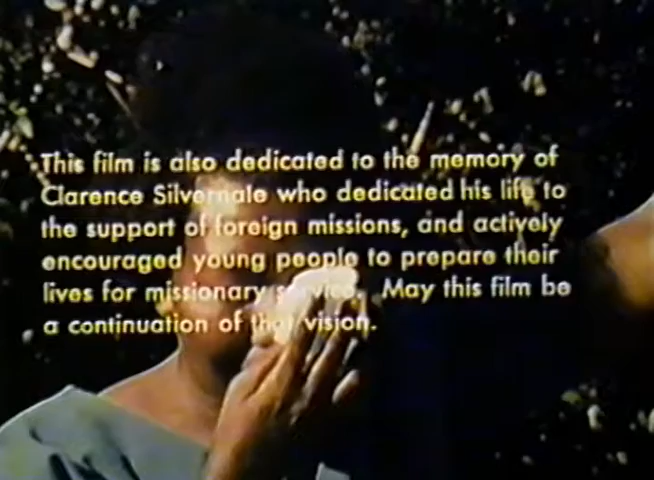 This film is also dedicated to the memory of
Clarence Silvernale who dedicated his life to
the support of foreign missions, and actively
encouraged young people to prepare their
lives for missionary service. May this film be
a continuation of that vision.